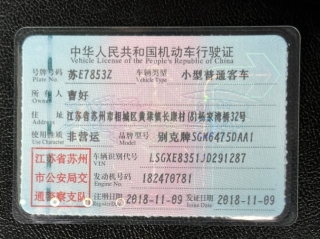 中华人民共和国机动车行驶证
Vehicle License of the People's Republic of China
号牌号码 苏E7853Z 车辆类型 小型普通客车
Plate No. Vehicle Type
所有人 曹好
Owner
住址 江苏省苏州市相城区黄埭镇长康村(8)杨家湾巷32号
Address
使用性质 非营运 品牌型号 别克牌SGM6475DAA1
Use Character Model
江苏省苏州 车辆识别代号 LSGXE8351JD291287
VIN
市公安局交 发动机号码 182470781
Engine No.
通警察支队 注册日期 2018-11-09 发证日期 2018-11-09
Register Date Issue Date